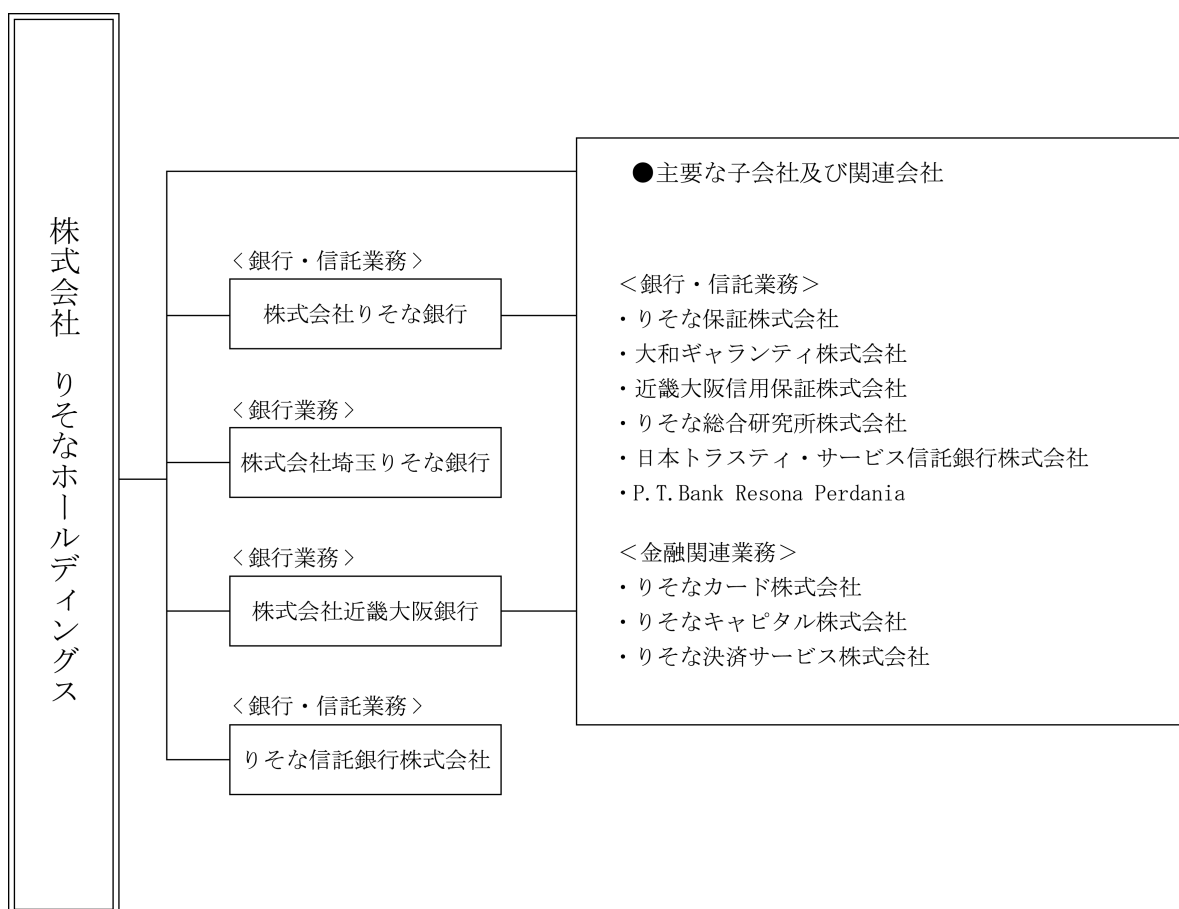 株式会社 りそなホールディングス
<銀行・信託業務>
株式会社りそな銀行
<銀行業務>
株式会社埼玉りそな銀行
<銀行業務>
株式会社近畿大阪銀行
<銀行・信託業務>
りそな信託銀行株式会社
●主要な子会社及び関連会社
<銀行・信託業務>
・りそな保証株式会社
・大和ギャランティ株式会社
・近畿大阪信用保証株式会社
・りそな総合研究所株式会社
・日本トラスティ・サービス信託銀行株式会社
・P.T.Bank Resona Perdania
<金融関連業務>
・りそなカード株式会社
・りそなキャピタル株式会社
・りそな決済サービス株式会社